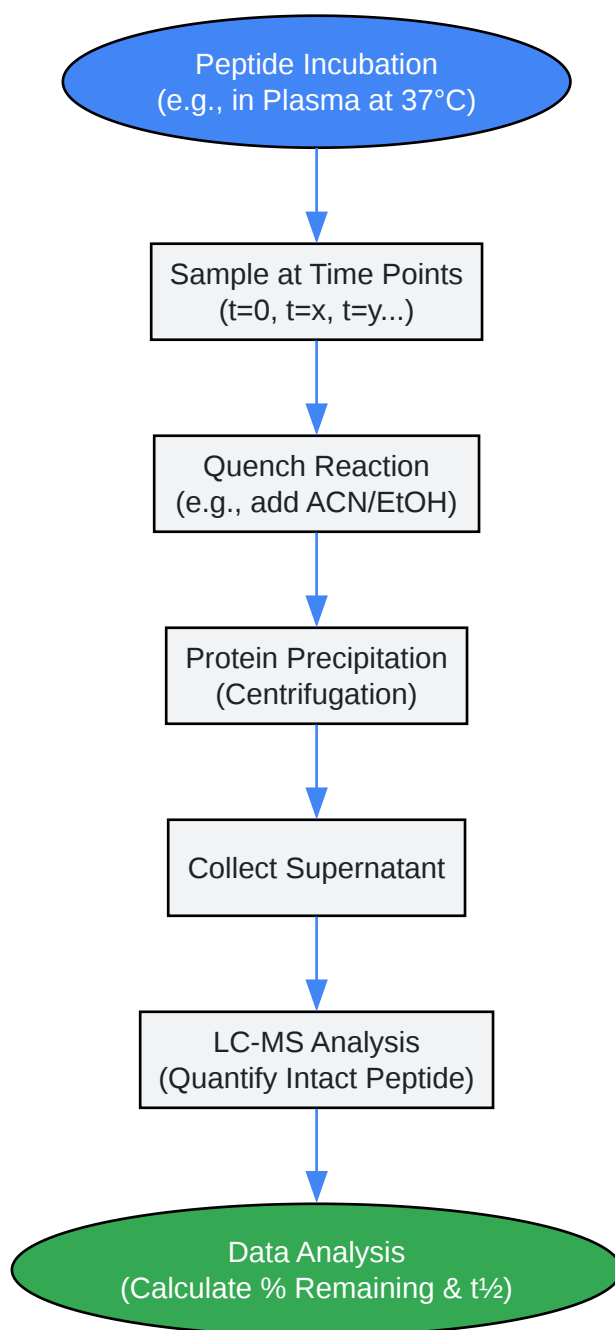 Peptide Incubation
(e.g., in Plasma at 37°C)
Sample at Time Points
(t=0, t=x, t=y...)
Quench Reaction
(e.g., add ACN/EtOH)
Protein Precipitation
(Centrifugation)
Collect Supernatant
LC-MS Analysis
(Quantify Intact Peptide)
Data Analysis
(Calculate % Remaining & t½)